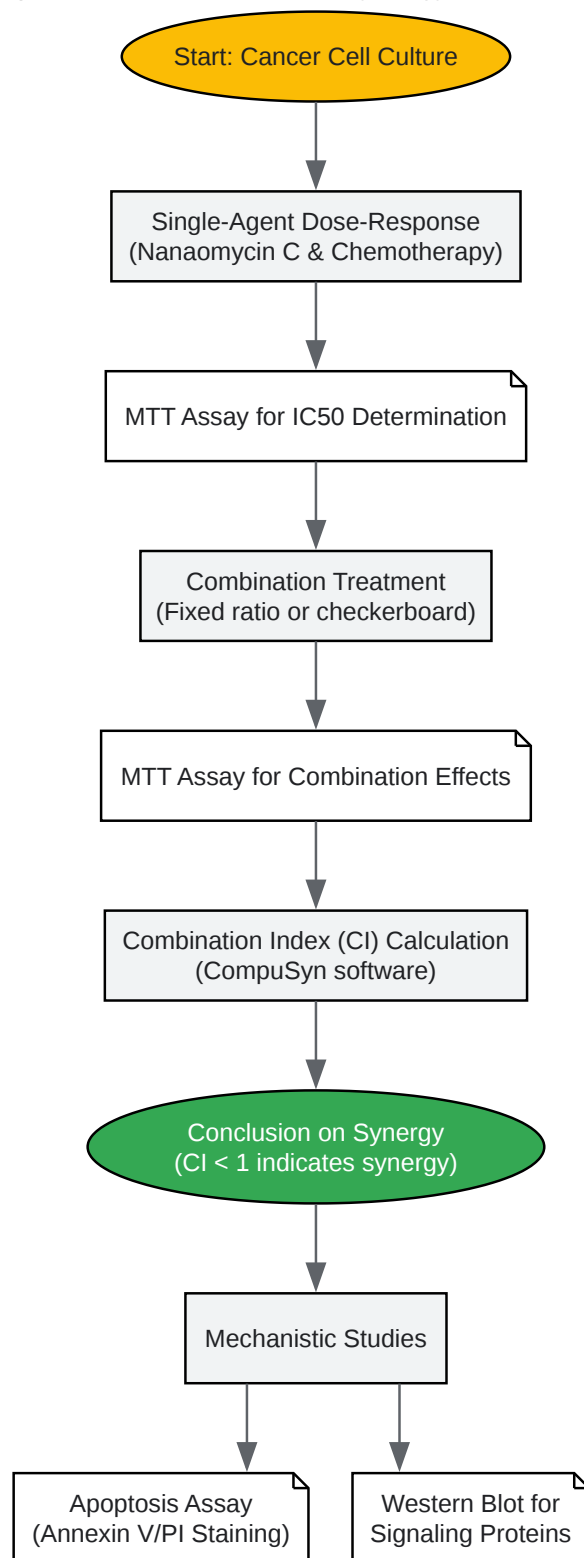 Start: Cancer Cell Culture
Single-Agent Dose-Response
(Nanaomycin C & Chemotherapy)
MTT Assay for IC50 Determination
Combination Treatment
(Fixed ratio or checkerboard)
MTT Assay for Combination Effects
Combination Index (CI) Calculation
(CompuSyn software)
Conclusion on Synergy
(CI < 1 indicates synergy)
Mechanistic Studies
Apoptosis Assay
(Annexin V/PI Staining)
Western Blot for
Signaling Proteins